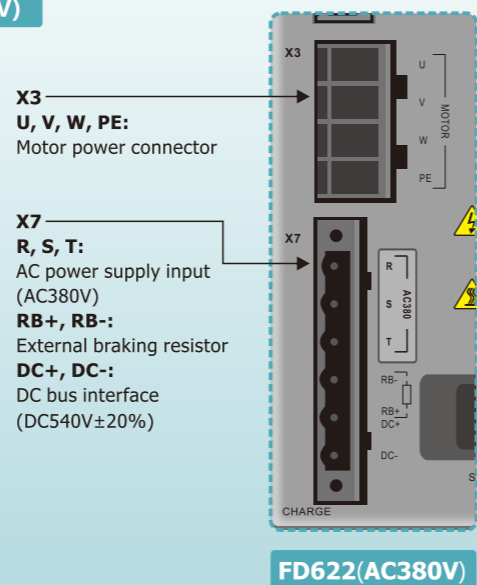 V)
X3
U, V, W, PE:
Motor power connector
X7
R, S, T:
AC power supply input
(AC380V)
RB+, RB-:
External braking resistor
DC+, DC-:
DC bus interface
(DC540V±20%)
X3
U
V
W
PE
MOTOR
X7
R
S
T
AC380
RB-
RB+
DC+
DC-
S
CHARGE
FD622(AC380V)